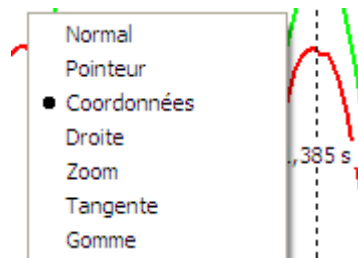 Normal
Pointeur
Coordonnées
Droite
Zoom
Tangente
Gomme
,385 s